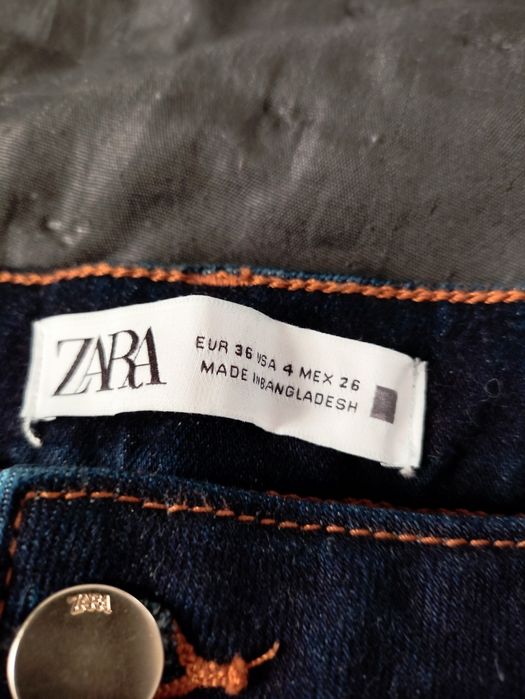 ZARA
EUR 36 USA 4 MEX 26
MADE IN BANGLADESH
ZARA